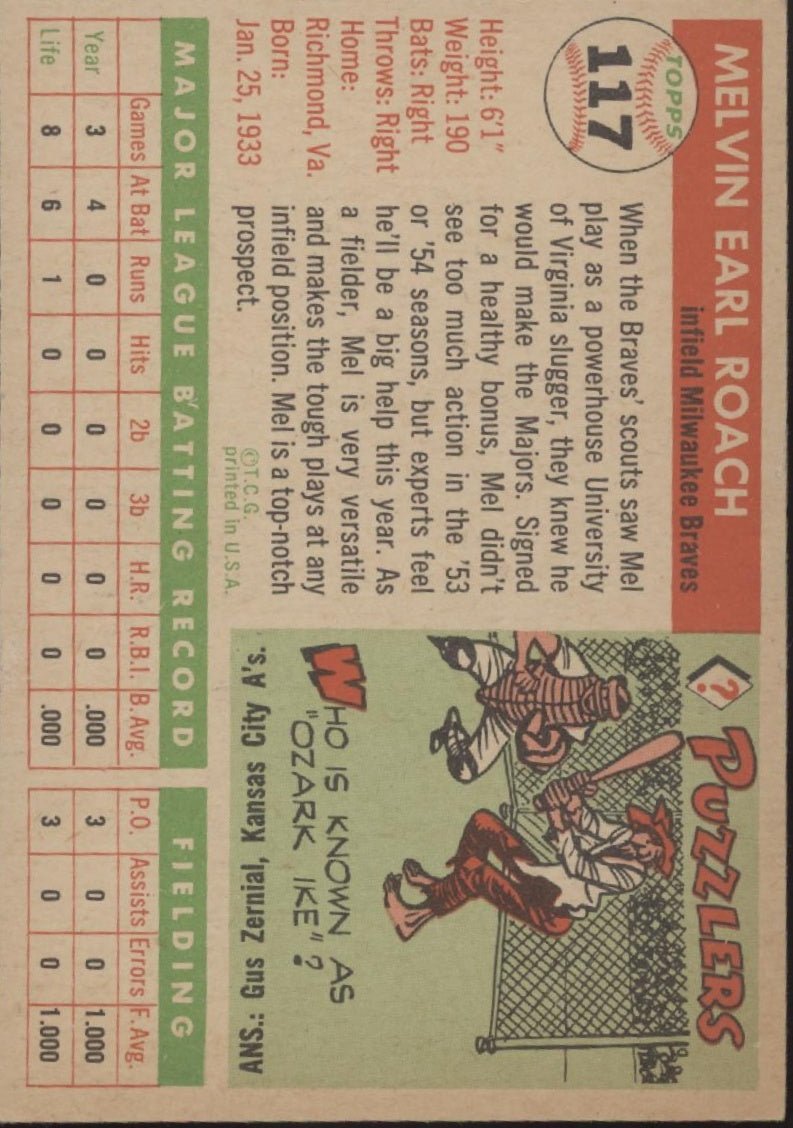 TOPPS
117
MELVIN EARL ROACH
infield Milwaukee Braves
Height: 6'1"
Weight: 190
Bats: Right
Throws: Right
Home:
Richmond, Va.
Born:
Jan. 25, 1933
When the Braves' scouts saw Mel
play as a powerhouse University
of Virginia slugger, they knew he
would make the Majors. Signed
for a healthy bonus, Mel didn't
see too much action in the '53
or '54 seasons, but experts feel
he'll be a big help this year. As
a fielder, Mel is very versatile
and makes the tough plays at any
infield position. Mel is a top-notch
prospect.
©T.C.G.
printed in U.S.A.
? PUZZLERS
WHO IS KNOWN AS
"OZARK IKE"?
ANS.: Gus Zernial, Kansas City A's.
MAJOR LEAGUE BATTING RECORD
Games At Bat Runs Hits 2b 3b H.R. R.B.I. B. Avg.
Year 3 4 0 0 0 0 0 0 .000
Life 8 6 1 0 0 0 0 0 .000
FIELDING
P.O. Assists Errors F. Avg.
3 0 0 1.000
3 0 0 1.000